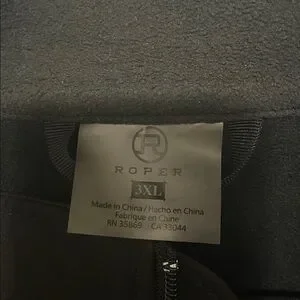 R
ROPER
3XL
Made in China / Hecho en China
Fabriqué en Chine
RN 35869 CA 33044